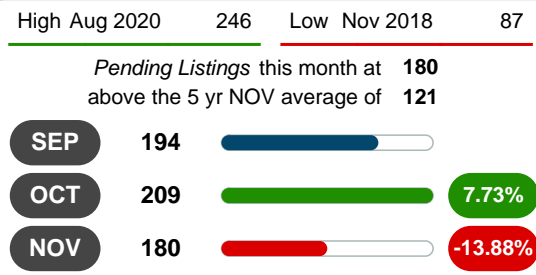 High Aug 2020 246 Low Nov 2018 87
Pending Listings this month at 180
above the 5 yr NOV average of 121
SEP 194
OCT 209 7.73%
NOV 180 -13.88%